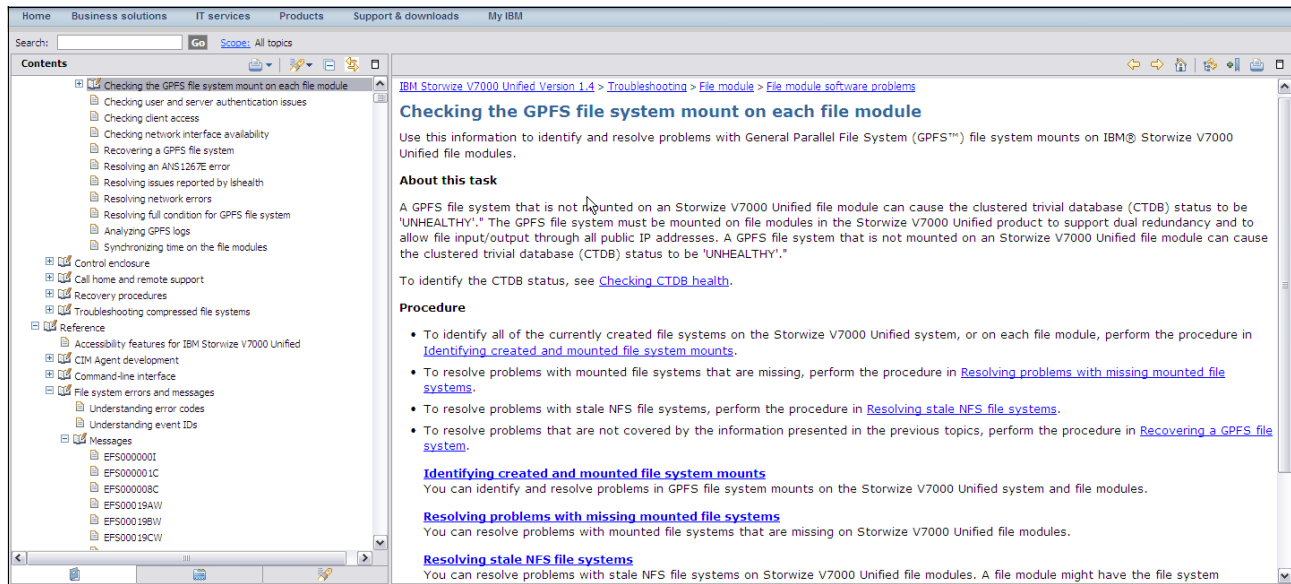 Home Business solutions IT services Products Support & downloads My IBM
Search: Go Scope: All topics
Contents
Checking the GPFS file system mount on each file module
Checking user and server authentication issues
Checking client access
Checking network interface availability
Recovering a GPFS file system
Resolving an ANS1267E error
Resolving issues reported by lshealth
Resolving network errors
Resolving full condition for GPFS file system
Analyzing GPFS logs
Synchronizing time on the file modules
Control enclosure
Call home and remote support
Recovery procedures
Troubleshooting compressed file systems
Reference
Accessibility features for IBM Storwize V7000 Unified
CIM Agent development
Command-line interface
File system errors and messages
Understanding error codes
Understanding event IDs
Messages
EFS000000I
EFS000001C
EFS000008C
EFS00019AW
EFS00019BW
EFS00019CW
IBM Storwize V7000 Unified Version 1.4 > Troubleshooting > File module > File module software problems
Checking the GPFS file system mount on each file module
Use this information to identify and resolve problems with General Parallel File System (GPFS™) file system mounts on IBM® Storwize V7000
Unified file modules.
About this task
A GPFS file system that is not mounted on an Storwize V7000 Unified file module can cause the clustered trivial database (CTDB) status to be
'UNHEALTHY'." The GPFS file system must be mounted on file modules in the Storwize V7000 Unified product to support dual redundancy and to
allow file input/output through all public IP addresses. A GPFS file system that is not mounted on an Storwize V7000 Unified file module can cause
the clustered trivial database (CTDB) status to be 'UNHEALTHY'."
To identify the CTDB status, see Checking CTDB health.
Procedure
• To identify all of the currently created file systems on the Storwize V7000 Unified system, or on each file module, perform the procedure in
Identifying created and mounted file system mounts.
• To resolve problems with mounted file systems that are missing, perform the procedure in Resolving problems with missing mounted file
systems.
• To resolve problems with stale NFS file systems, perform the procedure in Resolving stale NFS file systems.
• To resolve problems that are not covered by the information presented in the previous topics, perform the procedure in Recovering a GPFS file
system.
Identifying created and mounted file system mounts
You can identify and resolve problems in GPFS file system mounts on the Storwize V7000 Unified system and file modules.
Resolving problems with missing mounted file systems
You can resolve problems with mounted file systems that are missing on Storwize V7000 Unified file modules.
Resolving stale NFS file systems
You can resolve problems with stale NFS file systems on Storwize V7000 Unified file modules. A file module might have the file system